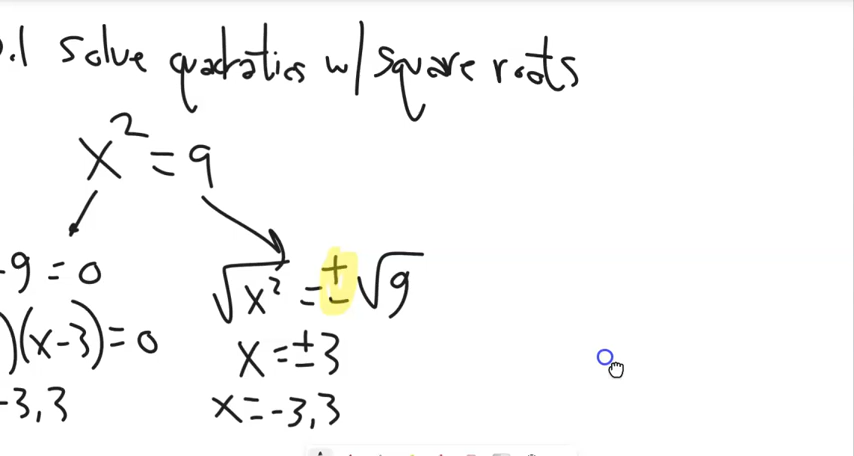 .1 Solve quadratics w/ square roots
x² = 9
-9 = 0
)(x-3) = 0
-3, 3
√x² = ±√9
x = ±3
x = -3, 3